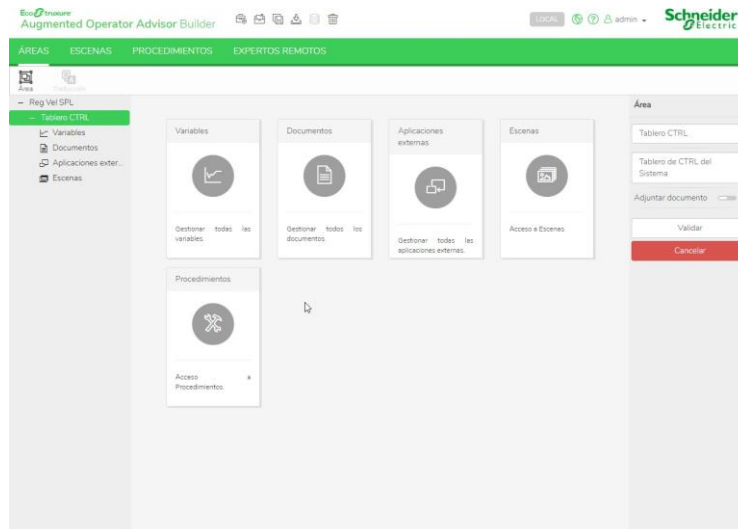 EcoStruxure
Augmented Operator Advisor Builder
LOCAL
admin
Schneider
Electric
ÁREAS ESCENAS PROCEDIMIENTOS EXPERTOS REMOTOS
Área
Reg Vel SPL
Tablero CTRL
Variables
Documentos
Aplicaciones exter...
Escenas
Variables
Gestionar todas las
variables.
Documentos
Gestionar todos los
documentos.
Aplicaciones
externas
Gestionar todas las
aplicaciones externas.
Escenas
Acceso a Escenas.
Procedimientos
Acceso a
Procedimientos.
Área
Tablero CTRL
Tablero de CTRL del
Sistema
Adjuntar documento
Validar
Cancelar